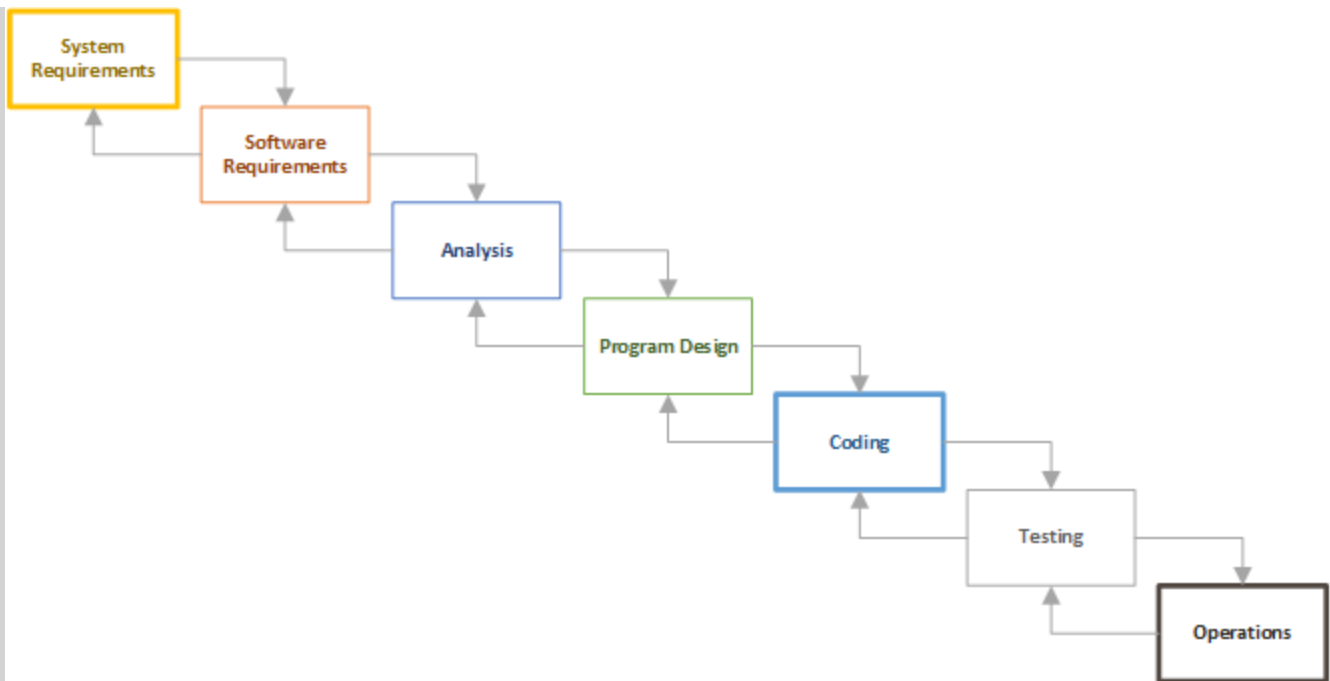 System
Requirements
Software
Requirements
Analysis
Program Design
Coding
Testing
Operations